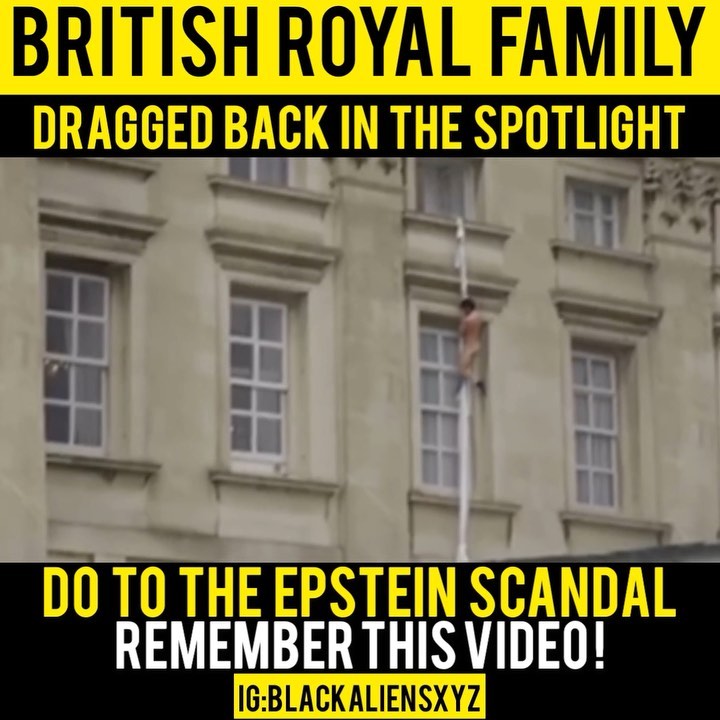 BRITISH ROYAL FAMILY
DRAGGED BACK IN THE SPOTLIGHT
DO TO THE EPSTEIN SCANDAL
REMEMBER THIS VIDEO!
IG:BLACKALIENSXYZ